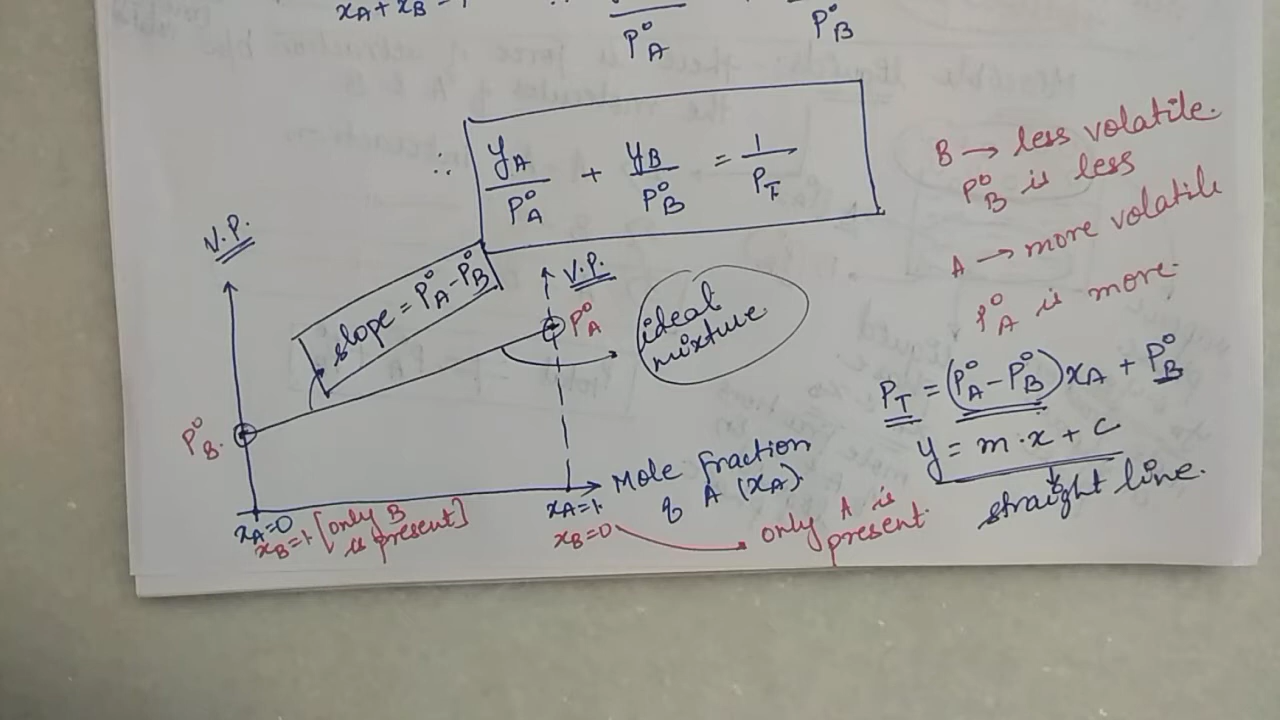 xA + xB = 1
P°A
P°B
∴ yA/P°A + yB/P°B = 1/PT
B → less volatile.
P°B is less
A → more volatile
P°A is more.
V.P.
slope = P°A - P°B
V.P.
P°A
ideal
mixture
PT = (P°A - P°B) xA + P°B
y = m·x + c
straight line.
P°B.
Mole fraction
of A (xA).
xA=0
xB=1 [only B
is present]
xA=1.
xB=0
only A is
present.